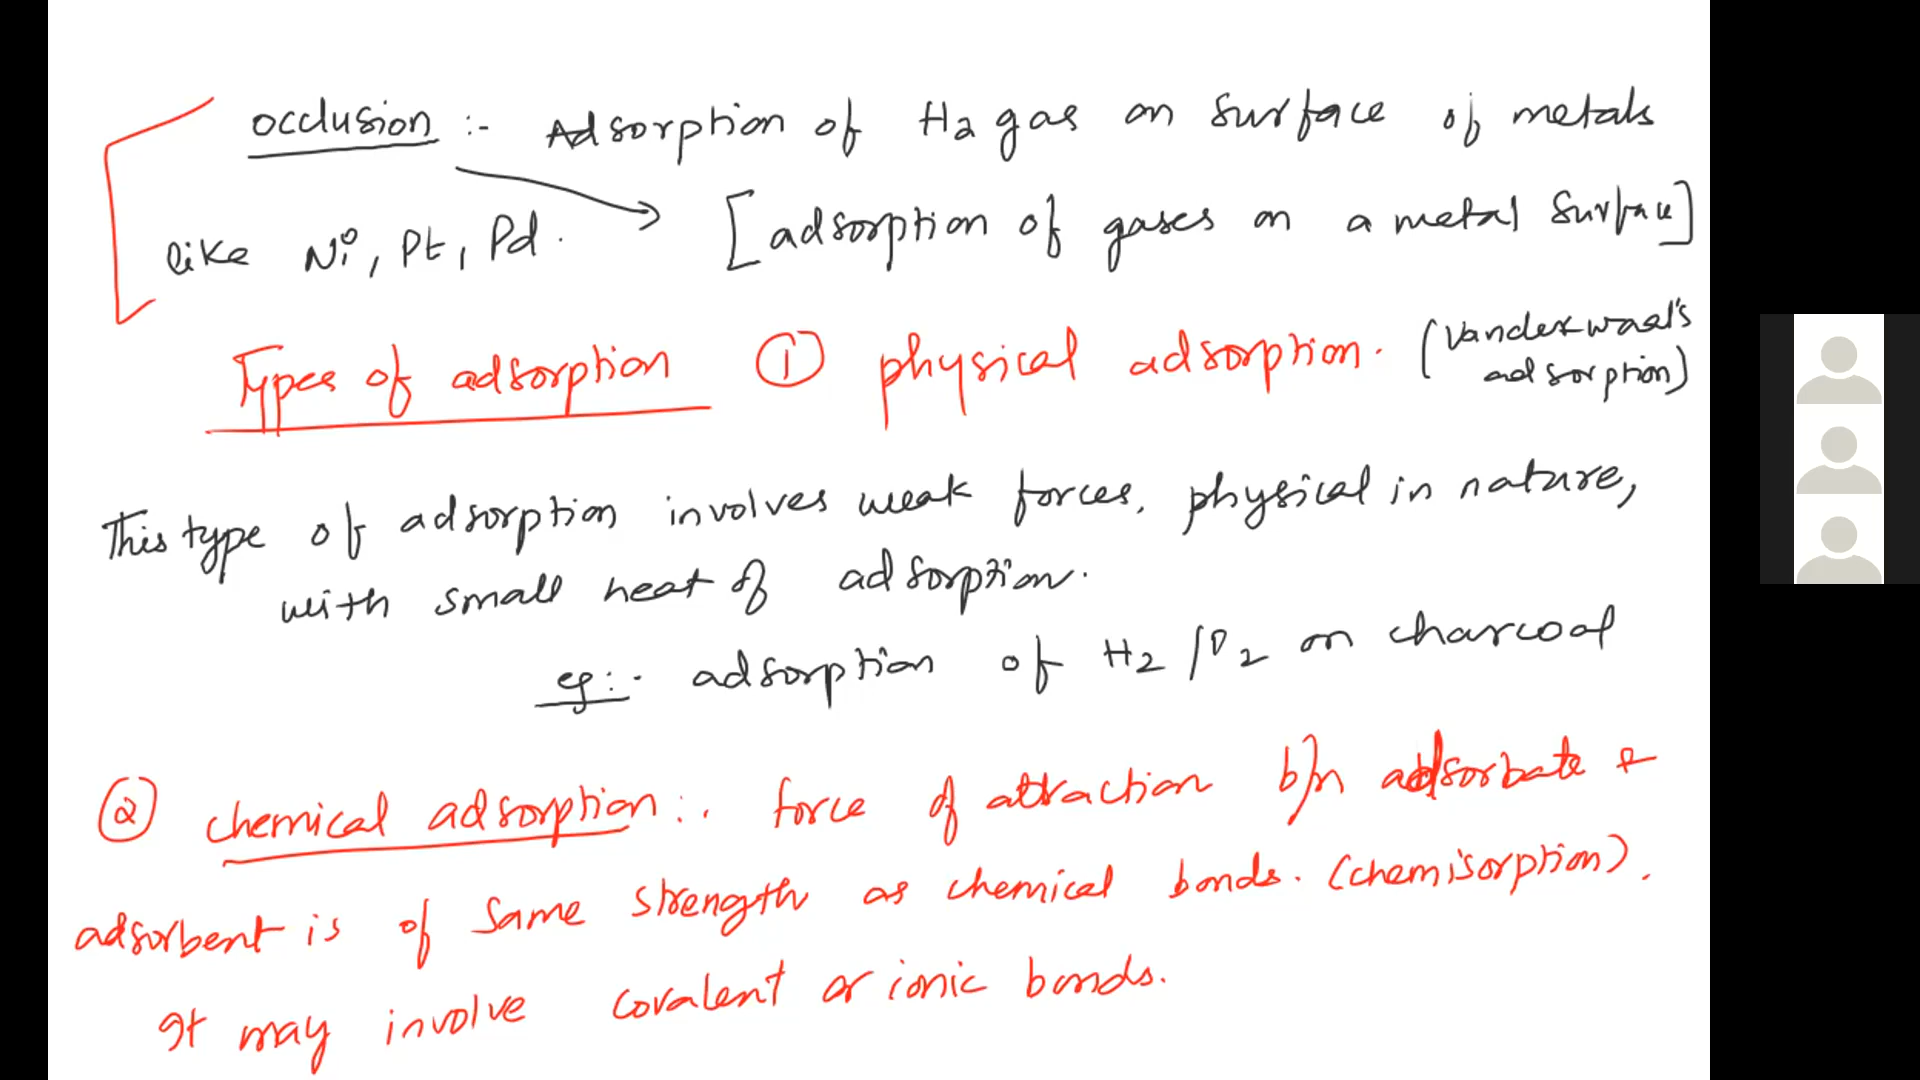 occlusion :- Adsorption of H2 gas on surface of metals
like Ni, Pt, Pd. [adsorption of gases on a metal surface]
Types of adsorption ① physical adsorption. (Vanderwaal's
adsorption)
This type of adsorption involves weak forces, physical in nature,
with small heat of adsorption.
eg:- adsorption of H2/O2 on charcoal
② chemical adsorption:- force of attraction b/n adsorbate &
adsorbent is of same strength as chemical bonds. (chemisorption).
It may involve covalent or ionic bonds.